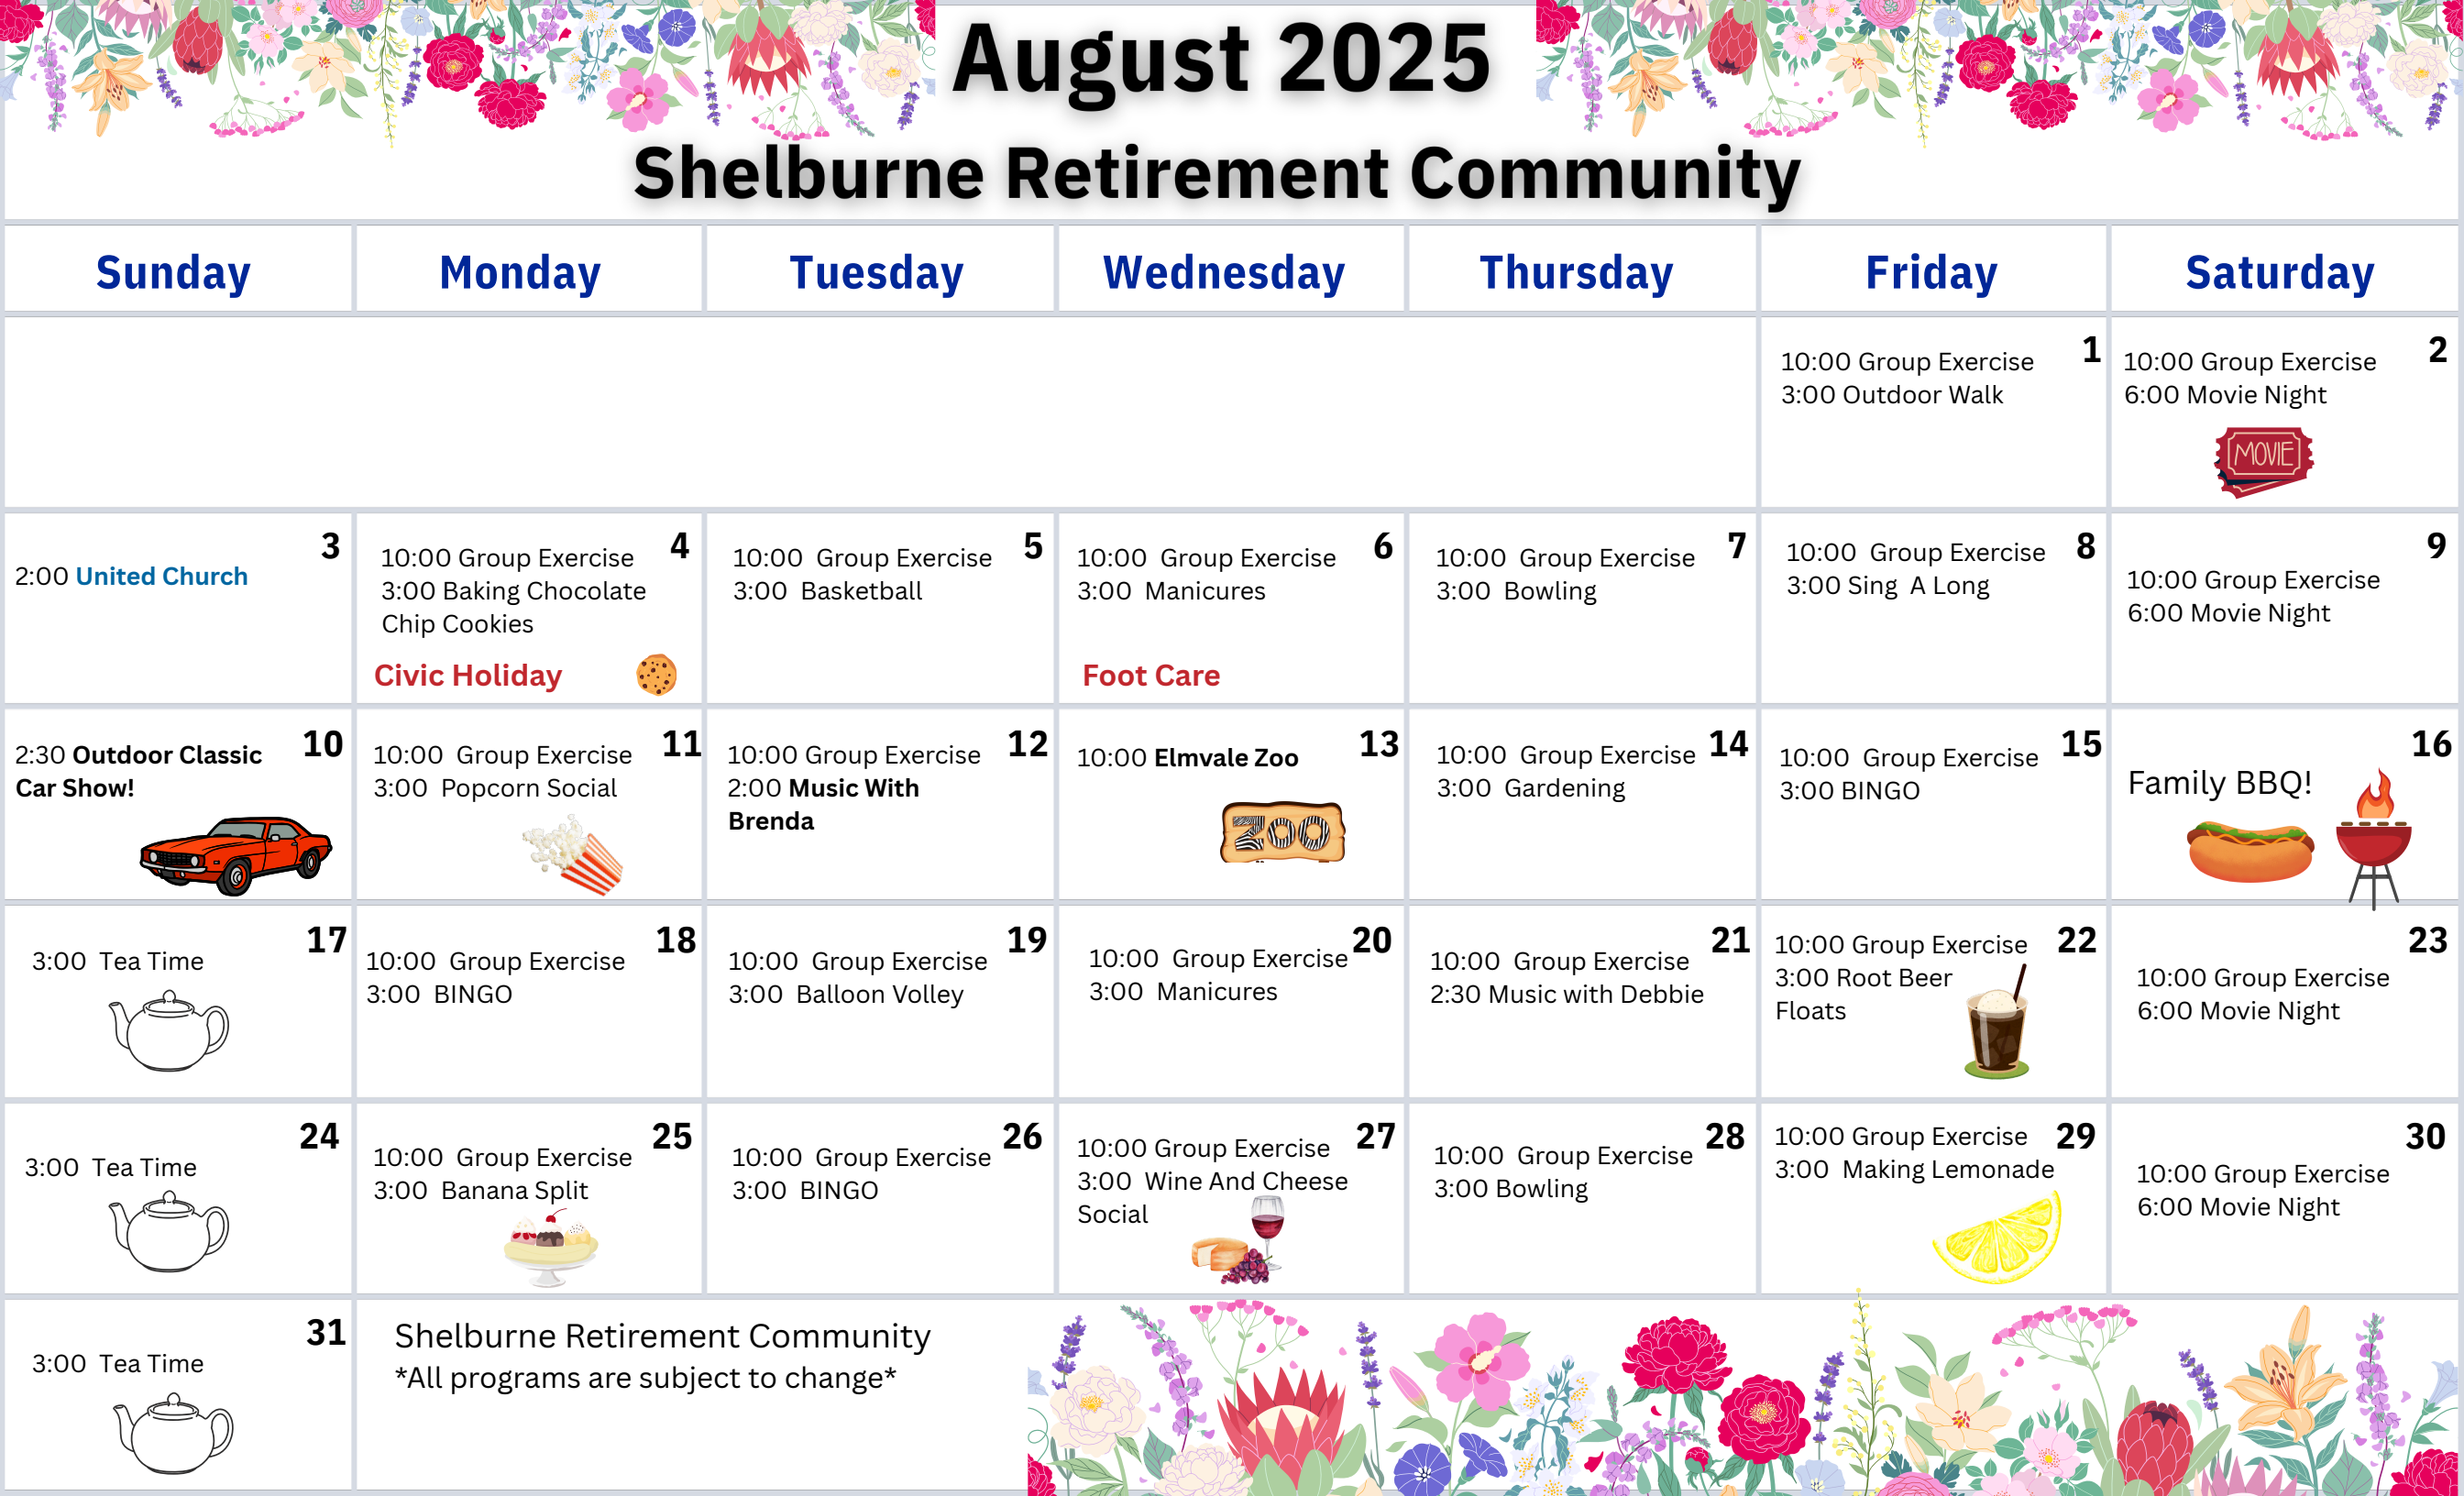 August 2025
Shelburne Retirement Community
Sunday Monday Tuesday Wednesday Thursday Friday Saturday
1
10:00 Group Exercise
3:00 Outdoor Walk
2
10:00 Group Exercise
6:00 Movie Night
MOVIE
3
2:00 United Church
4
10:00 Group Exercise
3:00 Baking Chocolate
Chip Cookies
Civic Holiday
5
10:00 Group Exercise
3:00 Basketball
6
10:00 Group Exercise
3:00 Manicures
Foot Care
7
10:00 Group Exercise
3:00 Bowling
8
10:00 Group Exercise
3:00 Sing A Long
9
10:00 Group Exercise
6:00 Movie Night
10
2:30 Outdoor Classic
Car Show!
11
10:00 Group Exercise
3:00 Popcorn Social
12
10:00 Group Exercise
2:00 Music With
Brenda
13
10:00 Elmvale Zoo
ZOO
14
10:00 Group Exercise
3:00 Gardening
15
10:00 Group Exercise
3:00 BINGO
16
Family BBQ!
17
3:00 Tea Time
18
10:00 Group Exercise
3:00 BINGO
19
10:00 Group Exercise
3:00 Balloon Volley
20
10:00 Group Exercise
3:00 Manicures
21
10:00 Group Exercise
2:30 Music with Debbie
22
10:00 Group Exercise
3:00 Root Beer
Floats
23
10:00 Group Exercise
6:00 Movie Night
24
3:00 Tea Time
25
10:00 Group Exercise
3:00 Banana Split
26
10:00 Group Exercise
3:00 BINGO
27
10:00 Group Exercise
3:00 Wine And Cheese
Social
28
10:00 Group Exercise
3:00 Bowling
29
10:00 Group Exercise
3:00 Making Lemonade
30
10:00 Group Exercise
6:00 Movie Night
31
3:00 Tea Time
Shelburne Retirement Community
*All programs are subject to change*